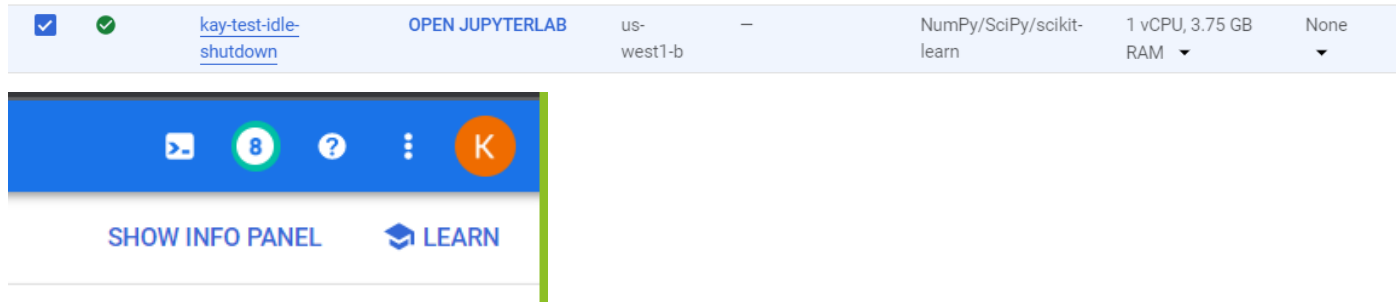 kay-test-idle- OPEN JUPYTERLAB us- — NumPy/SciPy/scikit- 1 vCPU, 3.75 GB None
shutdown west1-b learn RAM
8 K
SHOW INFO PANEL LEARN